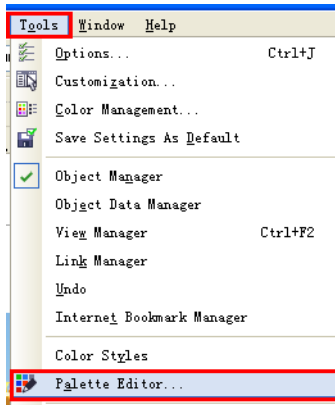 Tools Window Help
Options... Ctrl+J
Customization...
Color Management...
Save Settings As Default
Object Manager
Object Data Manager
View Manager Ctrl+F2
Link Manager
Undo
Internet Bookmark Manager
Color Styles
Palette Editor...